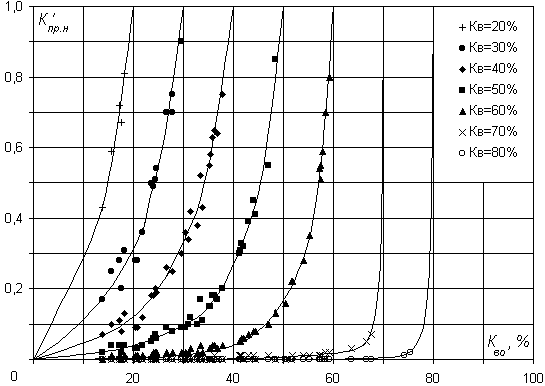 1,0
К′пр.н
+ Кв=20%
● Кв=30%
0,8
◆ Кв=40%
■ Кв=50%
▲ Кв=60%
× Кв=70%
0,6
○ Кв=80%
0,4
0,2
Кво, %
0
20
40
60
80
100